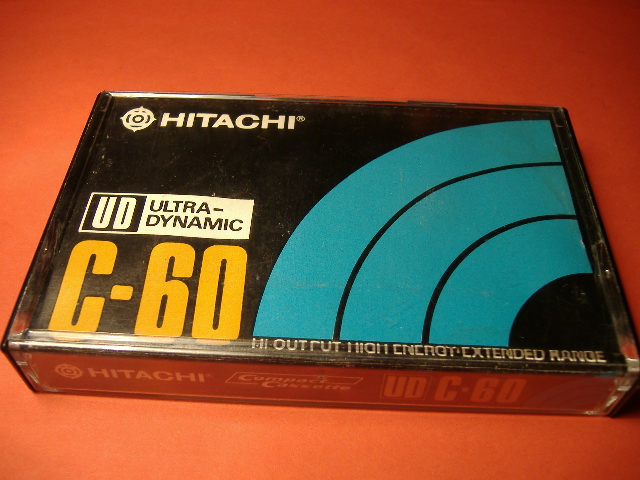 HITACHI®
UD ULTRA-
DYNAMIC
C-60
HI OUTPUT HIGH ENERGY·EXTENDED RANGE
HITACHI® Compact Cassette UD C-60